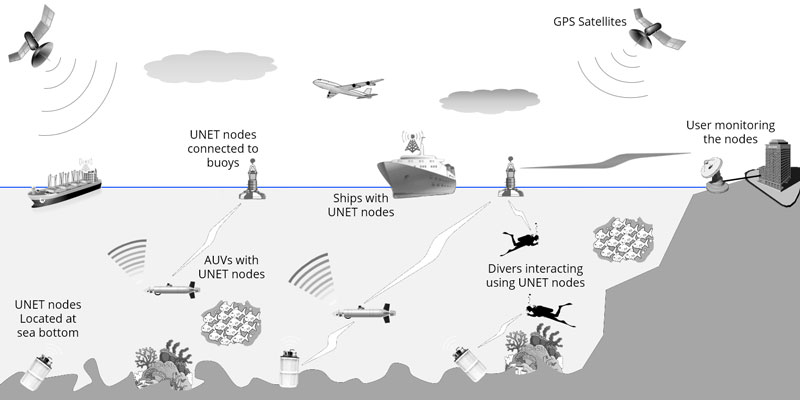 GPS Satellites
User monitoring
the nodes
UNET nodes
connected to
buoys
Ships with
UNET nodes
AUVs with
UNET nodes
Divers interacting
using UNET nodes
UNET nodes
Located at
sea bottom